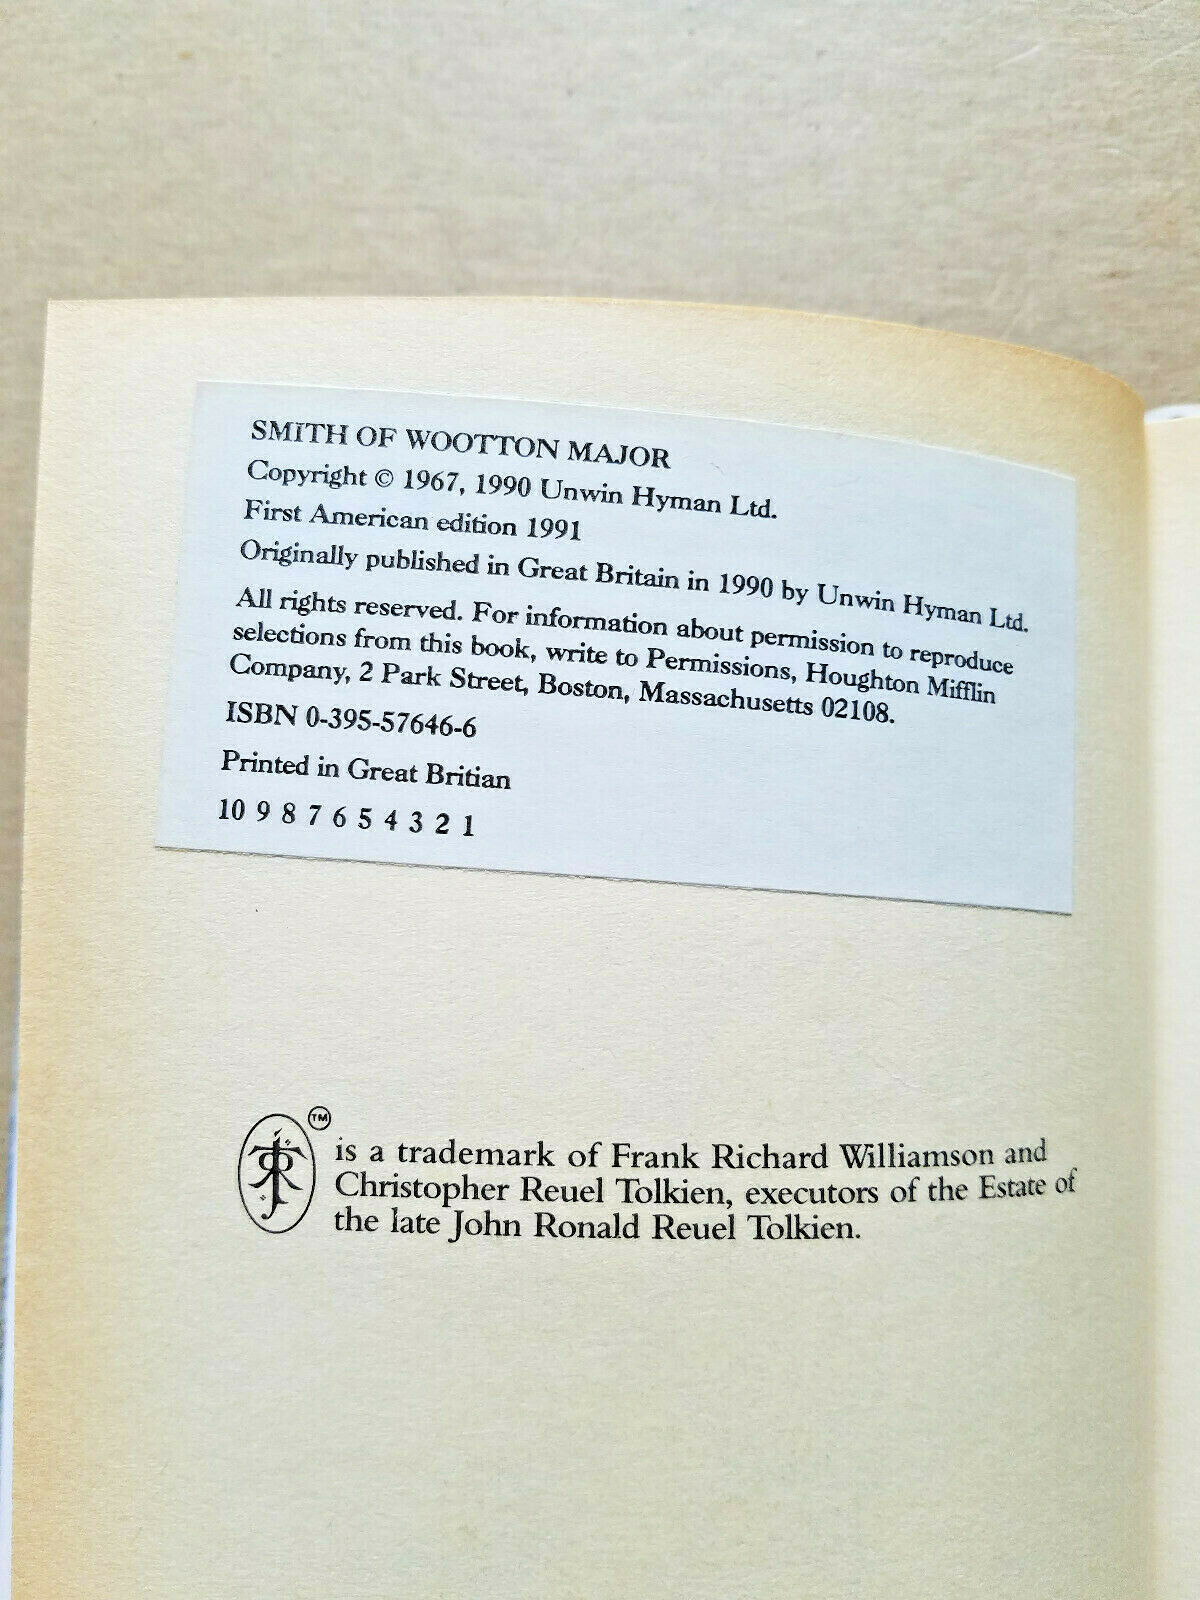 SMITH OF WOOTTON MAJOR
Copyright © 1967, 1990 Unwin Hyman Ltd.
First American edition 1991
Originally published in Great Britain in 1990 by Unwin Hyman Ltd.
All rights reserved. For information about permission to reproduce
selections from this book, write to Permissions, Houghton Mifflin
Company, 2 Park Street, Boston, Massachusetts 02108.
ISBN 0-395-57646-6
Printed in Great Britian
10 9 8 7 6 5 4 3 2 1
TM
is a trademark of Frank Richard Williamson and
Christopher Reuel Tolkien, executors of the Estate of
the late John Ronald Reuel Tolkien.